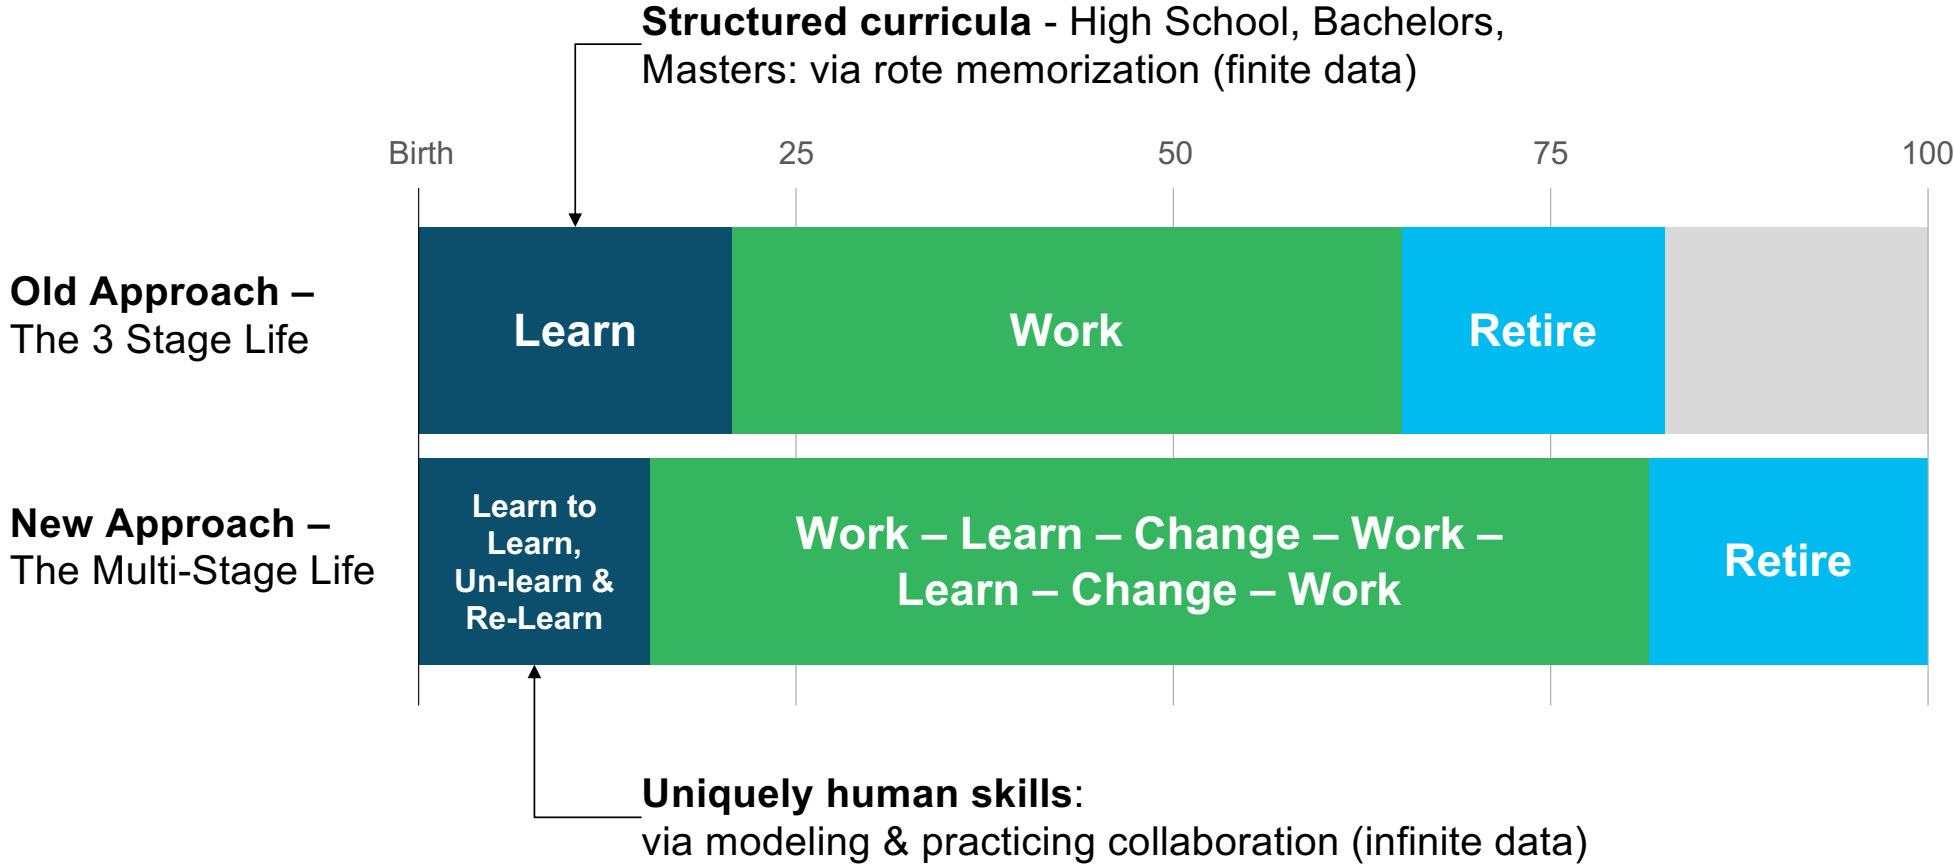 Structured curricula - High School, Bachelors,
Masters: via rote memorization (finite data)
Birth 25 50 75 100
Old Approach –
The 3 Stage Life
Learn
Work
Retire
New Approach –
The Multi-Stage Life
Learn to
Learn,
Un-learn &
Re-Learn
Work – Learn – Change – Work –
Learn – Change – Work
Retire
Uniquely human skills:
via modeling & practicing collaboration (infinite data)